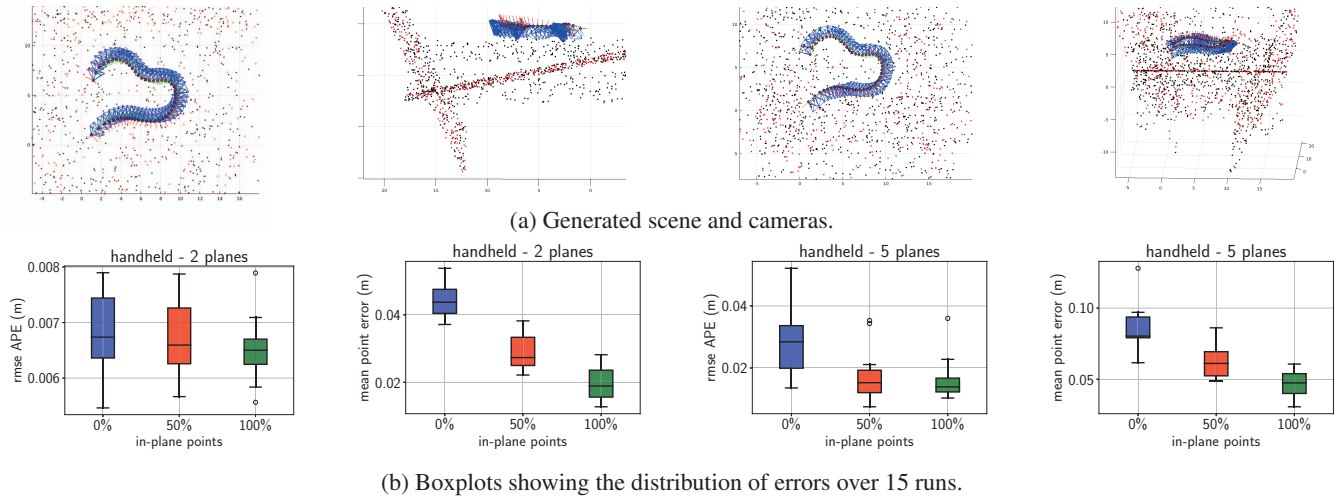 (a) Generated scene and cameras.
handheld - 2 planes
handheld - 2 planes
handheld - 5 planes
handheld - 5 planes
rmse APE (m)
0.008
0.007
0.006
0% 50% 100%
in-plane points
mean point error (m)
0.04
0.02
0% 50% 100%
in-plane points
rmse APE (m)
0.04
0.02
0% 50% 100%
in-plane points
mean point error (m)
0.10
0.05
0% 50% 100%
in-plane points
(b) Boxplots showing the distribution of errors over 15 runs.